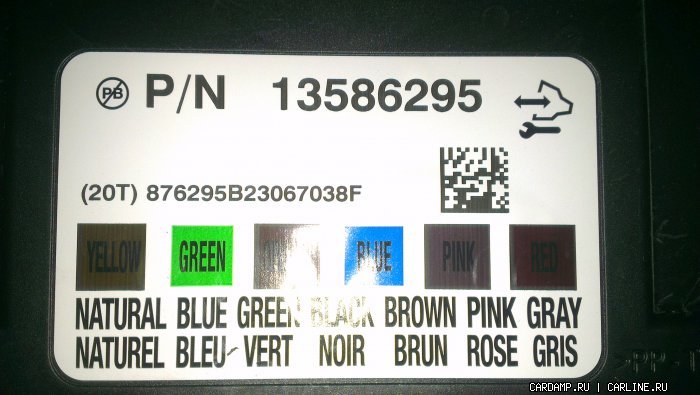 PB P/N 13586295
(20T) 876295B23067038F
YELLOW GREEN BLUE PINK RED
NATURAL BLUE GREEN BLACK BROWN PINK GRAY
NATUREL BLEU VERT NOIR BRUN ROSE GRIS
CARDAMP.RU | CARLINE.RU